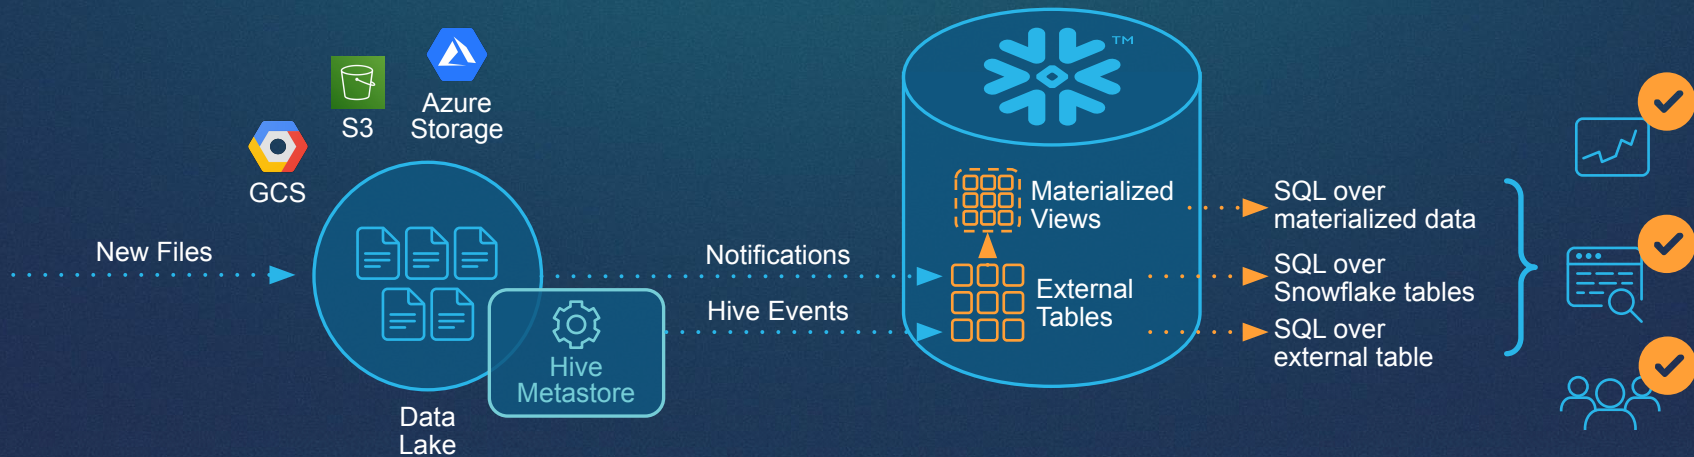 New Files
GCS
S3
Azure
Storage
Hive
Metastore
Data
Lake
Notifications
Hive Events
TM
Materialized
Views
External
Tables
SQL over
materialized data
SQL over
Snowflake tables
SQL over
external table